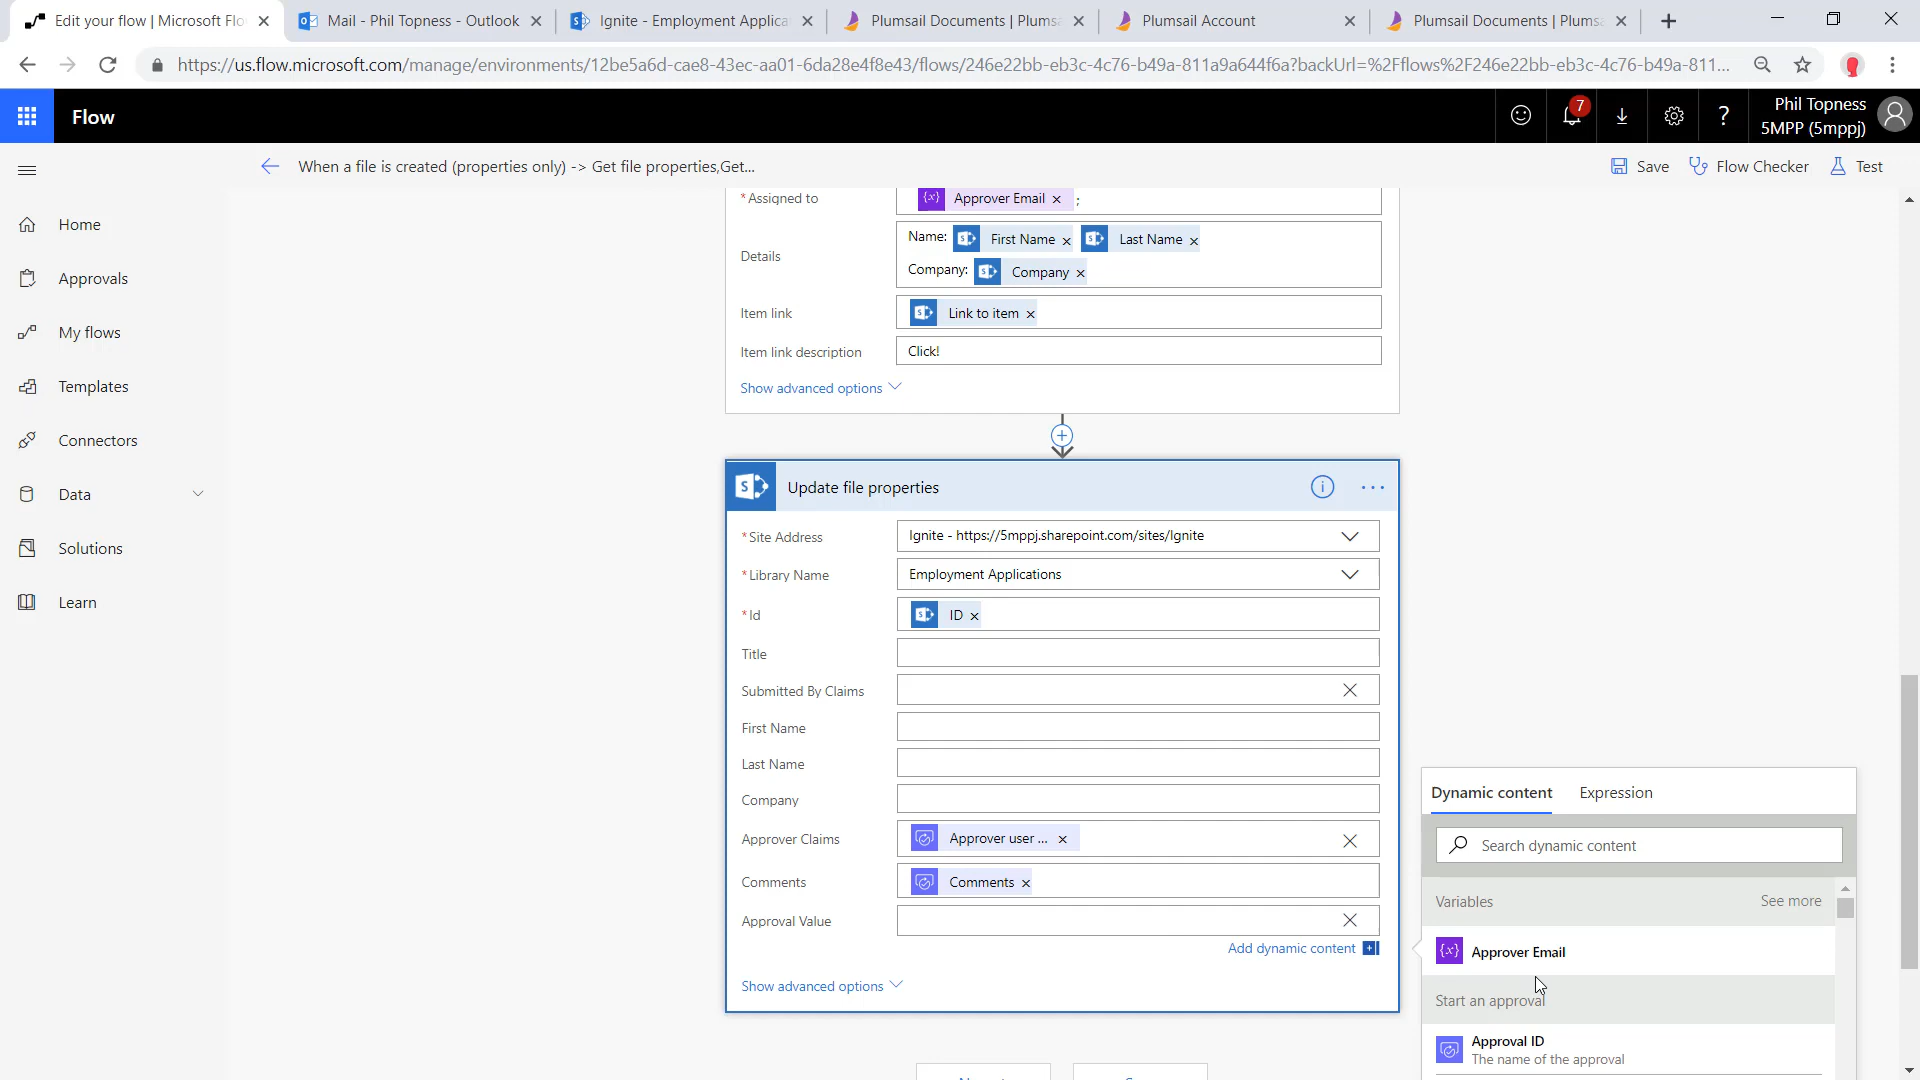 Edit your flow | Microsoft Flo
Mail - Phil Topness - Outlook
Ignite - Employment Applica
Plumsail Documents | Plumsa
Plumsail Account
Plumsail Documents | Plumsa
https://us.flow.microsoft.com/manage/environments/12be5a6d-cae8-43ec-aa01-6da28e4f8e43/flows/246e22bb-eb3c-4c76-b49a-811a9a644f6a?backUrl=%2Fflows%2F246e22bb-eb3c-4c76-b49a-811...
Flow
7
?
Phil Topness
5MPP (5mppj)
When a file is created (properties only) -> Get file properties,Get...
Save
Flow Checker
Test
Home
Approvals
My flows
Templates
Connectors
Data
Solutions
Learn
* Assigned to
{x} Approver Email × ;
Details
Name: First Name × Last Name ×
Company: Company ×
Item link
Link to item ×
Item link description
Click!
Show advanced options
Update file properties
* Site Address
Ignite - https://5mppj.sharepoint.com/sites/Ignite
* Library Name
Employment Applications
* Id
ID ×
Title
Submitted By Claims
First Name
Last Name
Company
Approver Claims
Approver user ... ×
Comments
Comments ×
Approval Value
Add dynamic content
Show advanced options
Dynamic content
Expression
Search dynamic content
Variables
See more
{x} Approver Email
Start an approval
Approval ID
The name of the approval